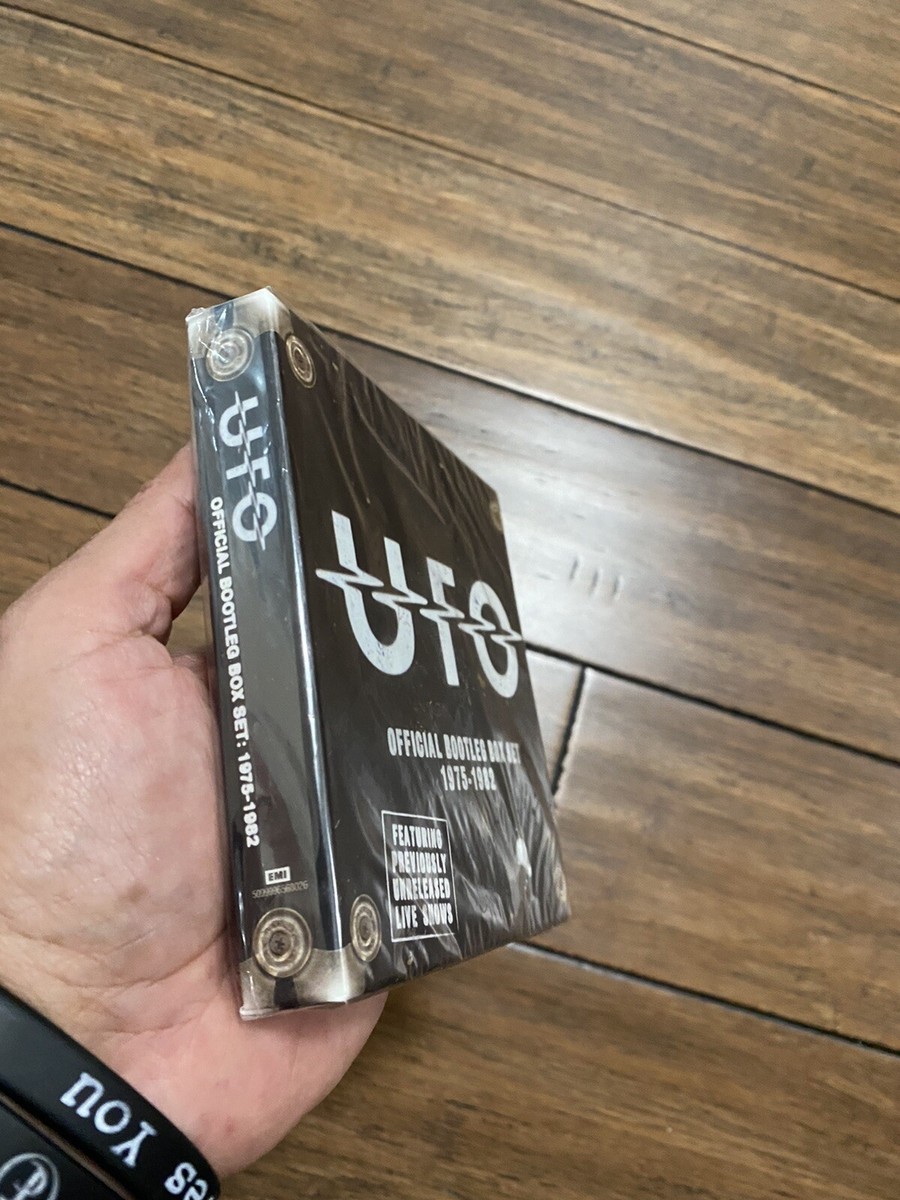 UFO
OFFICIAL BOOTLEG BOX SET: 1975-1982
EMI
UFO
OFFICIAL BOOTLEG BOX SET
1975-1982
FEATURING
PREVIOUSLY
UNRELEASED
LIVE SHOWS
You